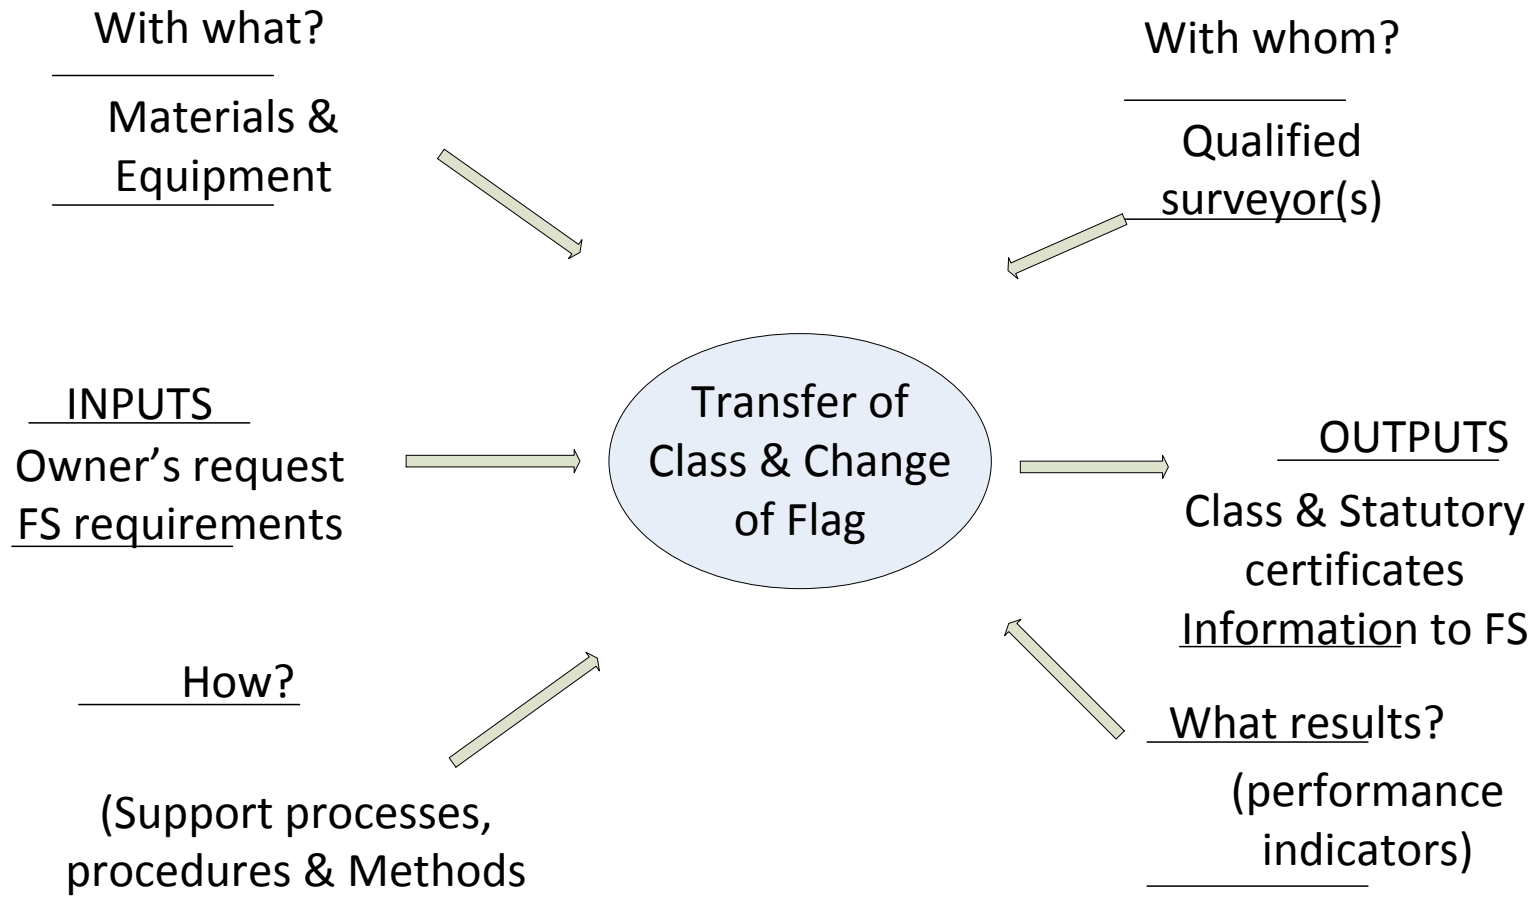 With what?
Materials &
Equipment
With whom?
Qualified
surveyor(s)
INPUTS
Owner’s request
FS requirements
Transfer of
Class & Change
of Flag
OUTPUTS
Class & Statutory
certificates
Information to FS
How?
(Support processes,
procedures & Methods
What results?
(performance
indicators)